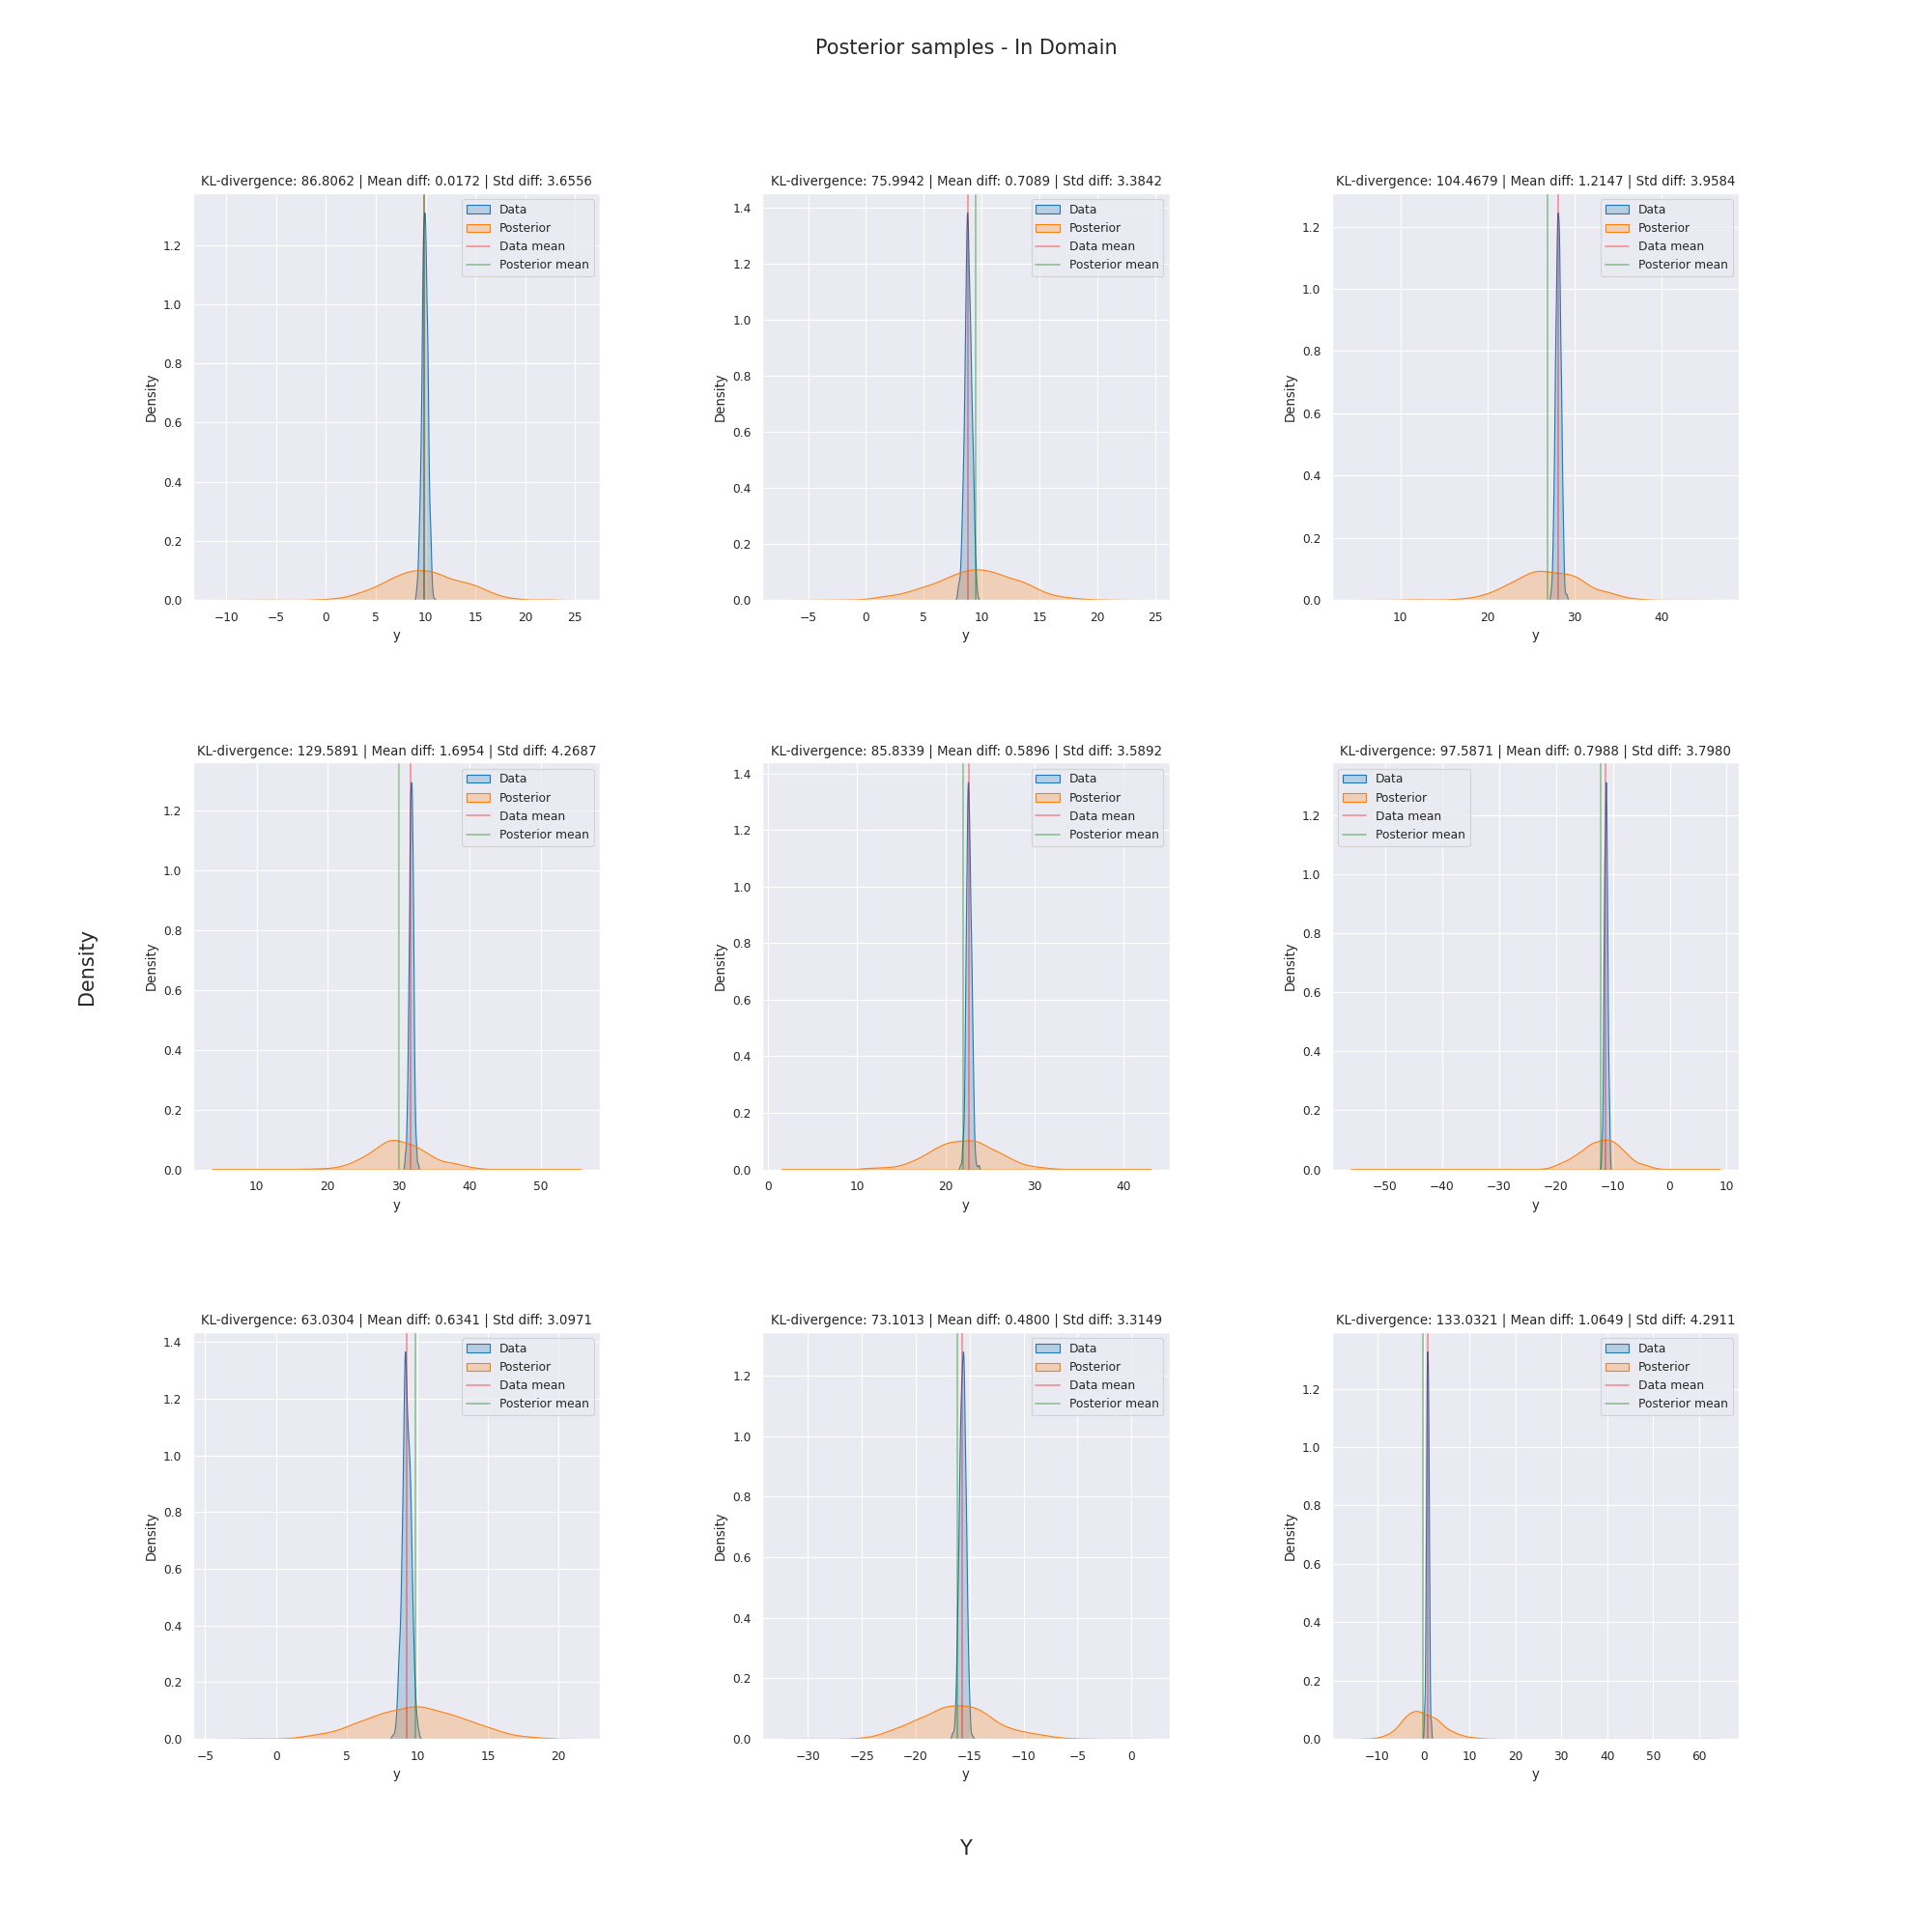 Posterior samples - In Domain
KL-divergence: 86.8062 | Mean diff: 0.0172 | Std diff: 3.6556
Data
Posterior
Data mean
Posterior mean
Density
1.2
1.0
0.8
0.6
0.4
0.2
0.0
−10 −5 0 5 10 15 20 25
y
KL-divergence: 75.9942 | Mean diff: 0.7089 | Std diff: 3.3842
Data
Posterior
Data mean
Posterior mean
Density
1.4
1.2
1.0
0.8
0.6
0.4
0.2
0.0
−5 0 5 10 15 20 25
y
KL-divergence: 104.4679 | Mean diff: 1.2147 | Std diff: 3.9584
Data
Posterior
Data mean
Posterior mean
Density
1.2
1.0
0.8
0.6
0.4
0.2
0.0
10 20 30 40
y
Density
KL-divergence: 129.5891 | Mean diff: 1.6954 | Std diff: 4.2687
Data
Posterior
Data mean
Posterior mean
Density
1.2
1.0
0.8
0.6
0.4
0.2
0.0
10 20 30 40 50
y
KL-divergence: 85.8339 | Mean diff: 0.5896 | Std diff: 3.5892
Data
Posterior
Data mean
Posterior mean
Density
1.4
1.2
1.0
0.8
0.6
0.4
0.2
0.0
0 10 20 30 40
y
KL-divergence: 97.5871 | Mean diff: 0.7988 | Std diff: 3.7980
Data
Posterior
Data mean
Posterior mean
Density
1.2
1.0
0.8
0.6
0.4
0.2
0.0
−50 −40 −30 −20 −10 0 10
y
KL-divergence: 63.0304 | Mean diff: 0.6341 | Std diff: 3.0971
Data
Posterior
Data mean
Posterior mean
Density
1.4
1.2
1.0
0.8
0.6
0.4
0.2
0.0
−5 0 5 10 15 20
y
KL-divergence: 73.1013 | Mean diff: 0.4800 | Std diff: 3.3149
Data
Posterior
Data mean
Posterior mean
Density
1.2
1.0
0.8
0.6
0.4
0.2
0.0
−30 −25 −20 −15 −10 −5 0
y
KL-divergence: 133.0321 | Mean diff: 1.0649 | Std diff: 4.2911
Data
Posterior
Data mean
Posterior mean
Density
1.2
1.0
0.8
0.6
0.4
0.2
0.0
−10 0 10 20 30 40 50 60
y
Y